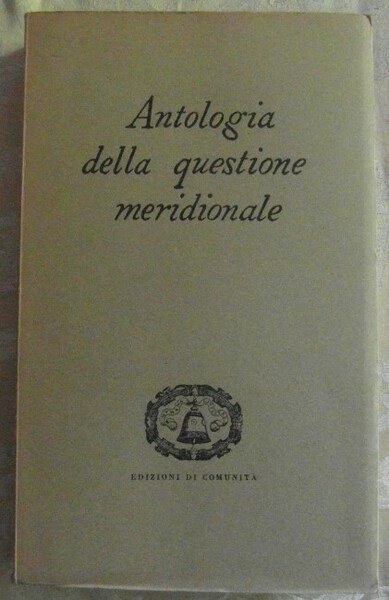 Antologia
della questione
meridionale
EDIZIONI DI COMUNITÀ